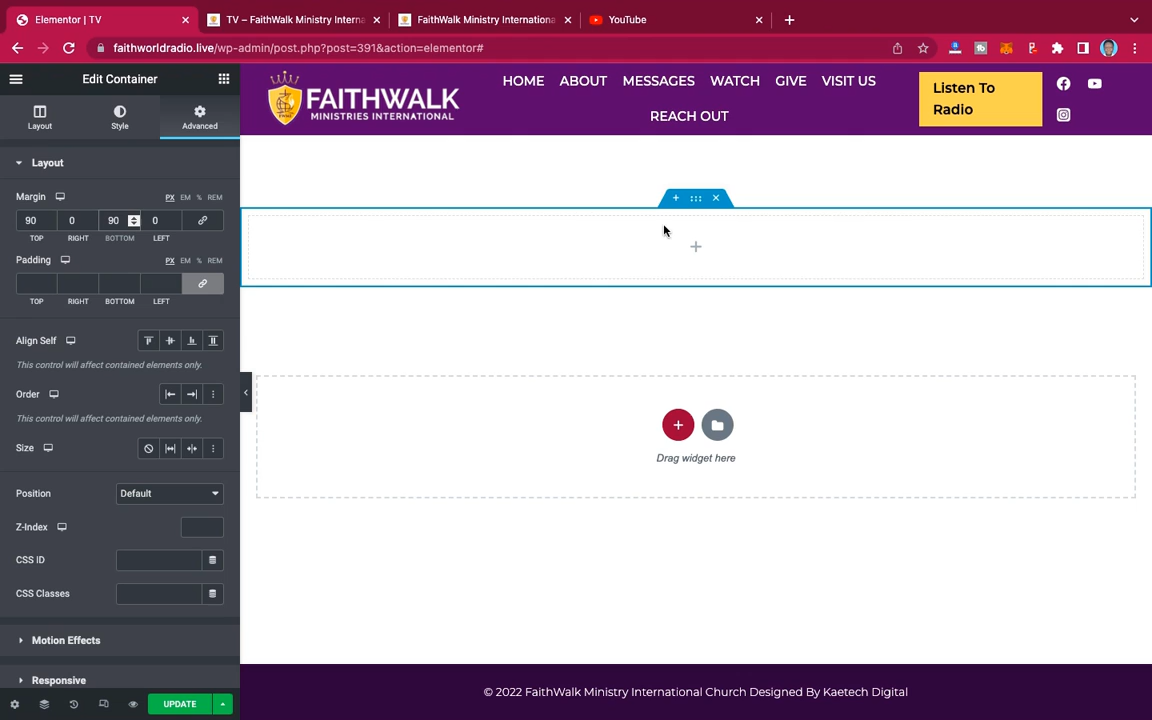 Elementor | TV
TV – FaithWalk Ministry Interna
FaithWalk Ministry International
YouTube
faithworldradio.live/wp-admin/post.php?post=391&action=elementor#
Edit Container
Layout
Style
Advanced
Layout
Margin
PX EM % REM
90 0 90 0
TOP RIGHT BOTTOM LEFT
Padding
PX EM % REM
TOP RIGHT BOTTOM LEFT
Align Self
This control will affect contained elements only.
Order
This control will affect contained elements only.
Size
Position
Default
Z-Index
CSS ID
CSS Classes
Motion Effects
Responsive
UPDATE
FAITHWALK
MINISTRIES INTERNATIONAL
HOME ABOUT MESSAGES WATCH GIVE VISIT US
REACH OUT
Listen To
Radio
Drag widget here
© 2022 FaithWalk Ministry International Church Designed By Kaetech Digital